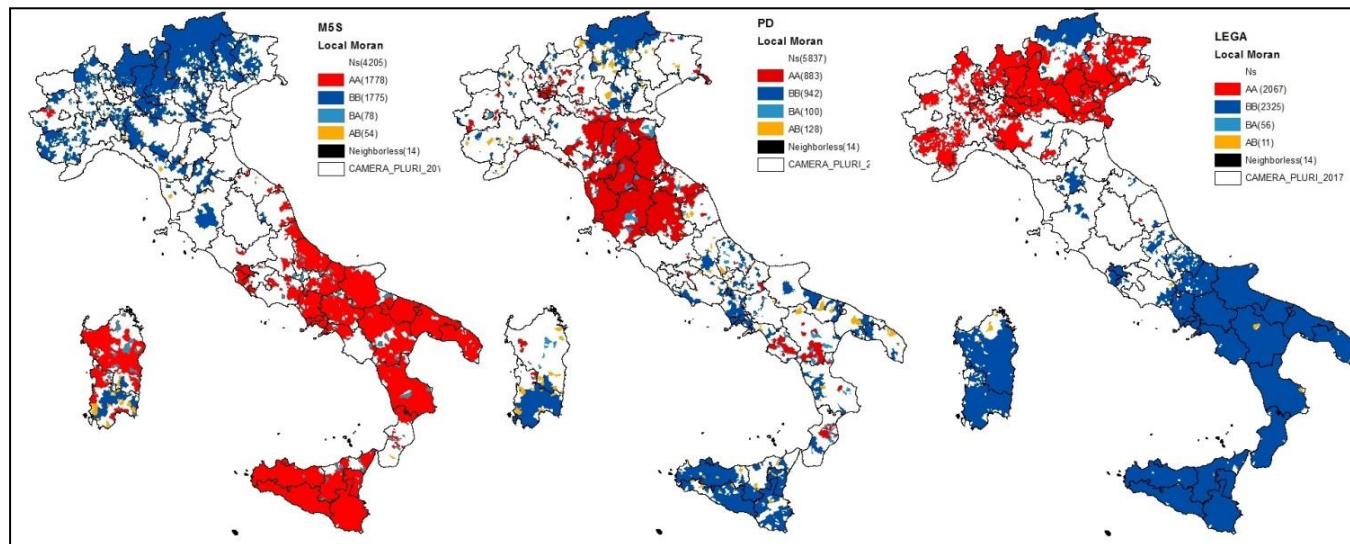 M5S
Local Moran
Ns(4205)
AA(1778)
BB(1775)
BA(78)
AB(54)
Neighborless(14)
CAMERA_PLURI_201
PD
Local Moran
Ns(5837)
AA(883)
BB(942)
BA(100)
AB(128)
Neighborless(14)
CAMERA_PLURI_2
LEGA
Local Moran
Ns
AA (2067)
BB(2325)
BA(56)
AB(11)
Neighborless(14)
CAMERA_PLURI_2017